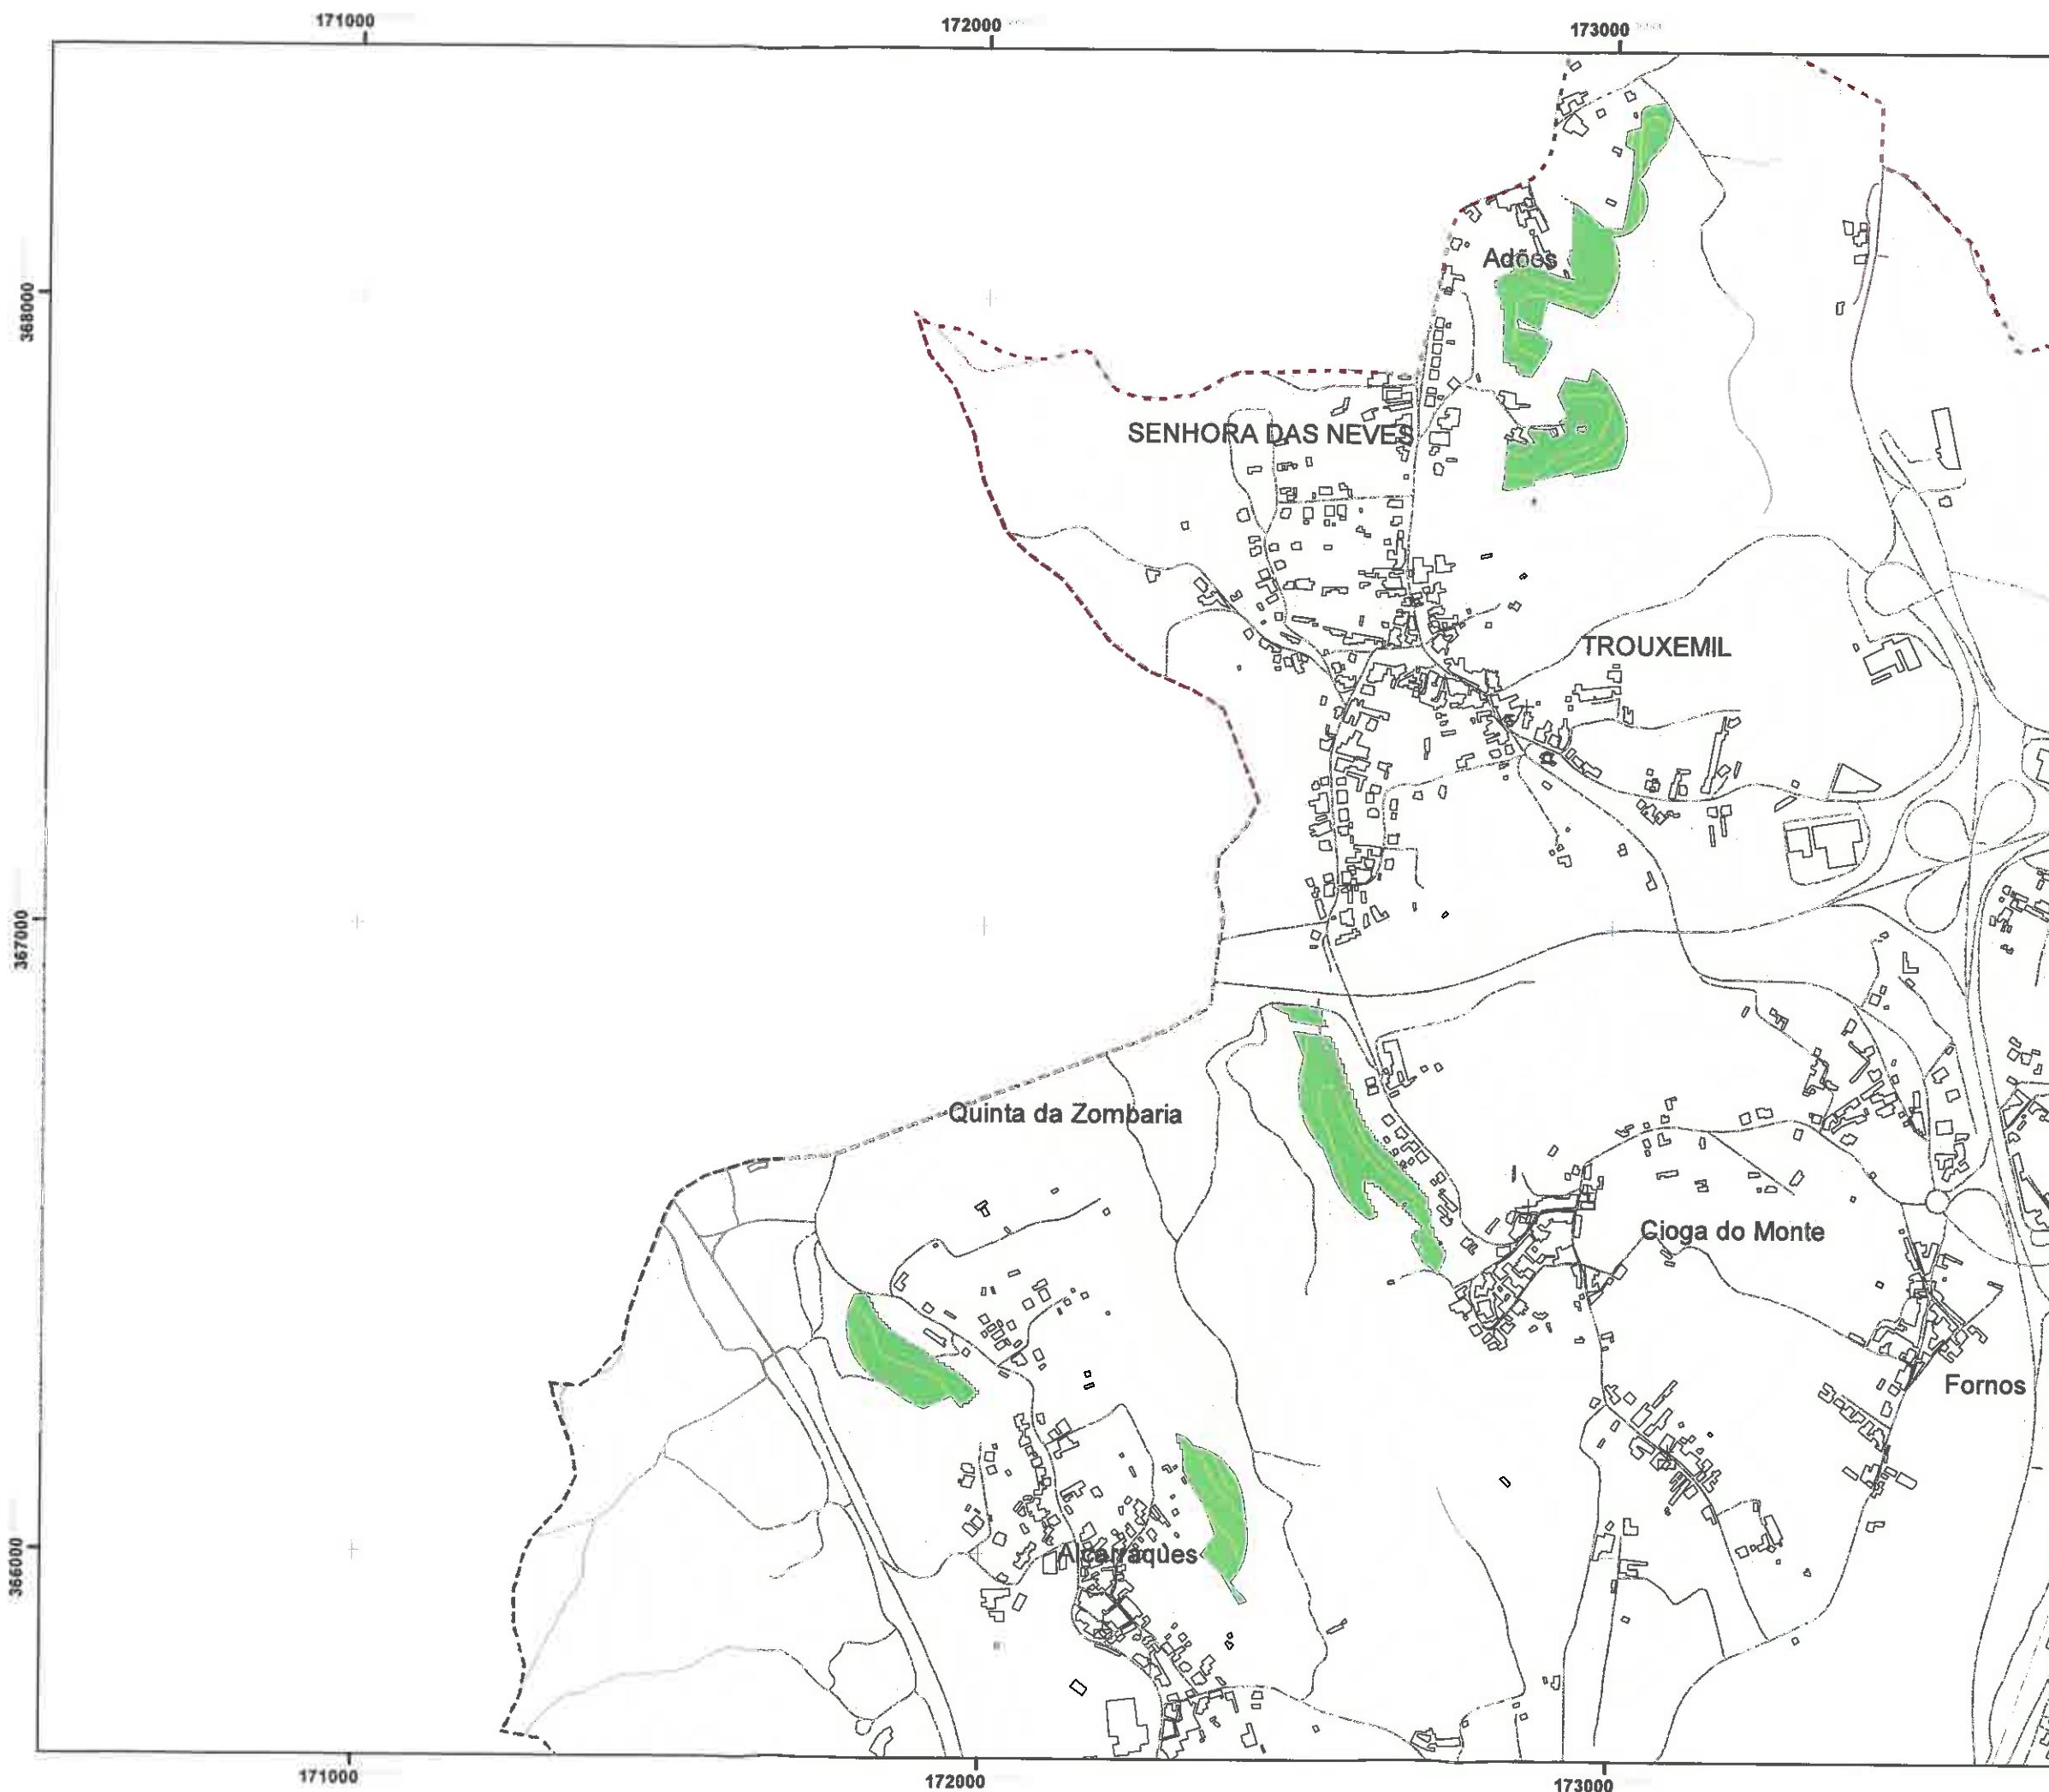 171000
172000
173000
368000
Adões
SENHORA DAS NEVES
TROUXEMIL
367000
Quinta da Zombaria
Cioga do Monte
Fornos
366000
Alcarraques
171000
172000
173000